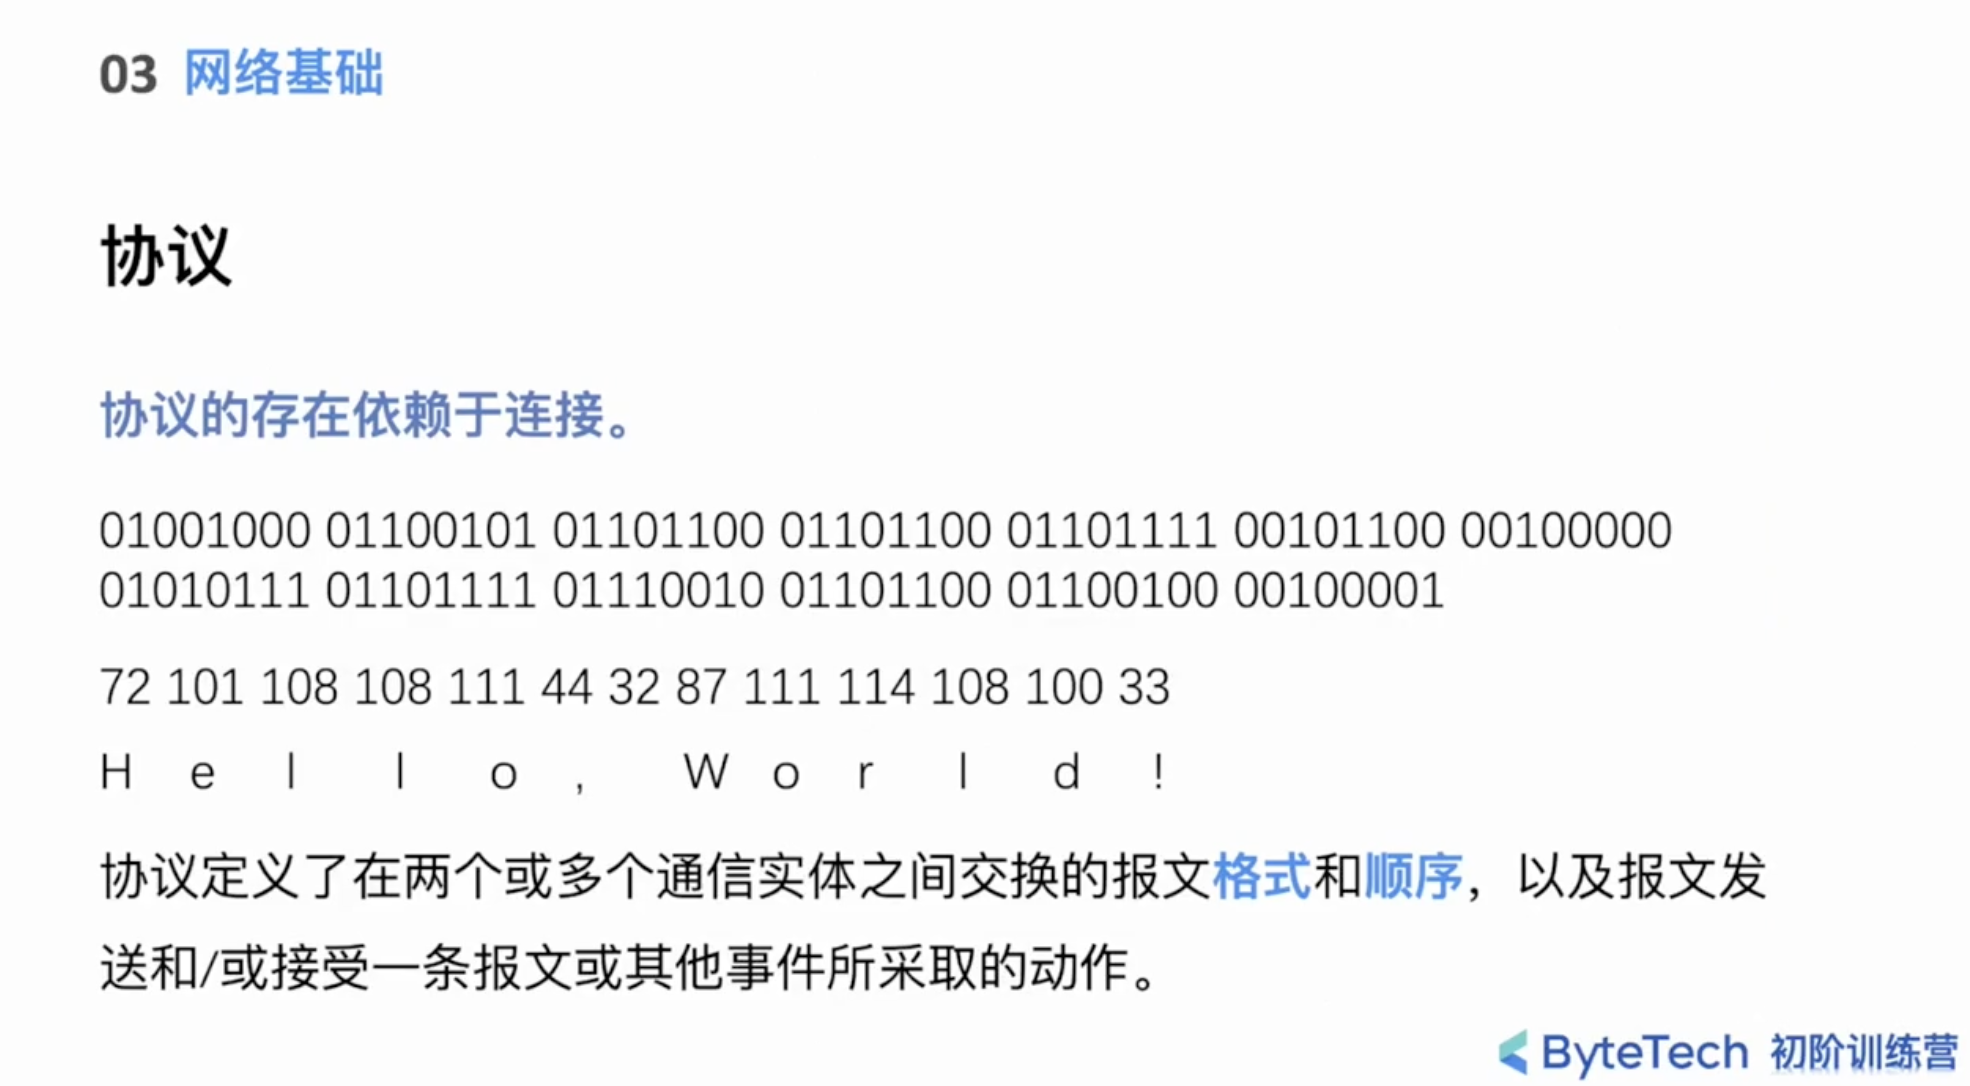 03 网络基础
协议
协议的存在依赖于连接。
01001000 01100101 01101100 01101100 01101111 00101100 00100000
01010111 01101111 01110010 01101100 01100100 00100001
72 101 108 108 111 44 32 87 111 114 108 100 33
H e l l o , W o r l d !
协议定义了在两个或多个通信实体之间交换的报文格式和顺序，以及报文发
送和/或接受一条报文或其他事件所采取的动作。
ByteTech 初阶训练营